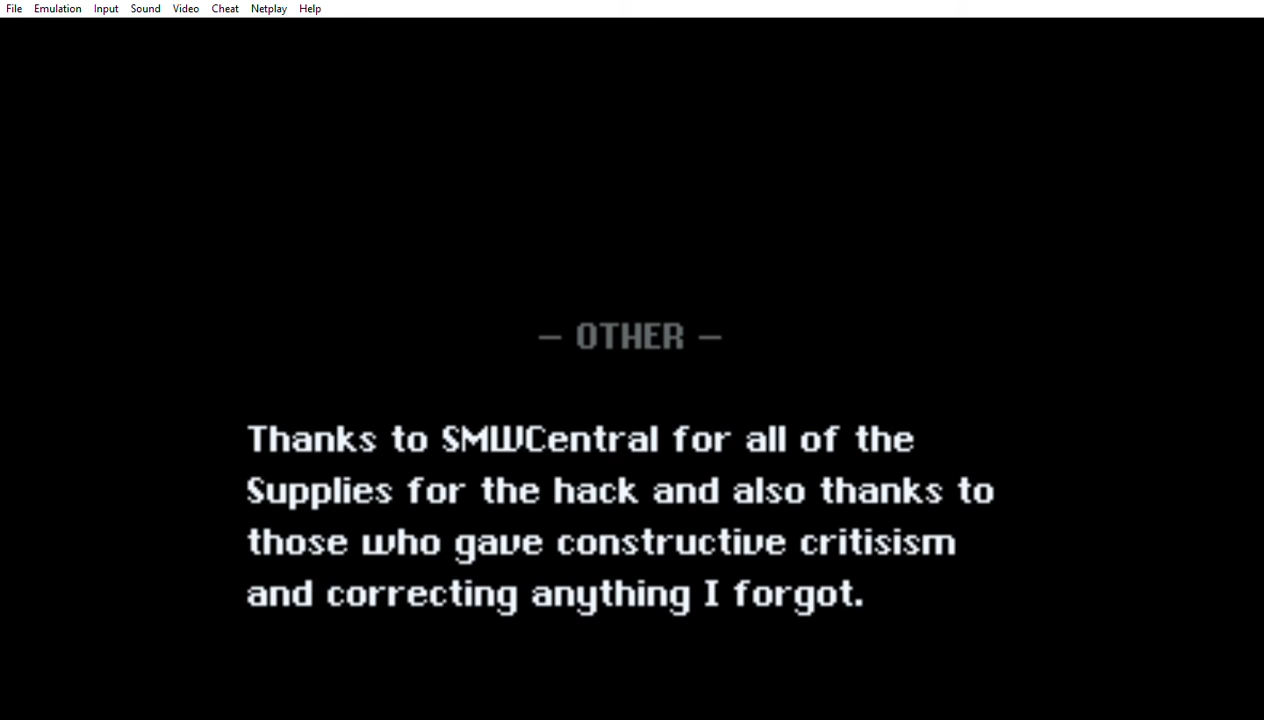 File Emulation Input Sound Video Cheat Netplay Help
— OTHER —
Thanks to SMWCentral for all of the
Supplies for the hack and also thanks to
those who gave constructive critisism
and correcting anything I forgot.